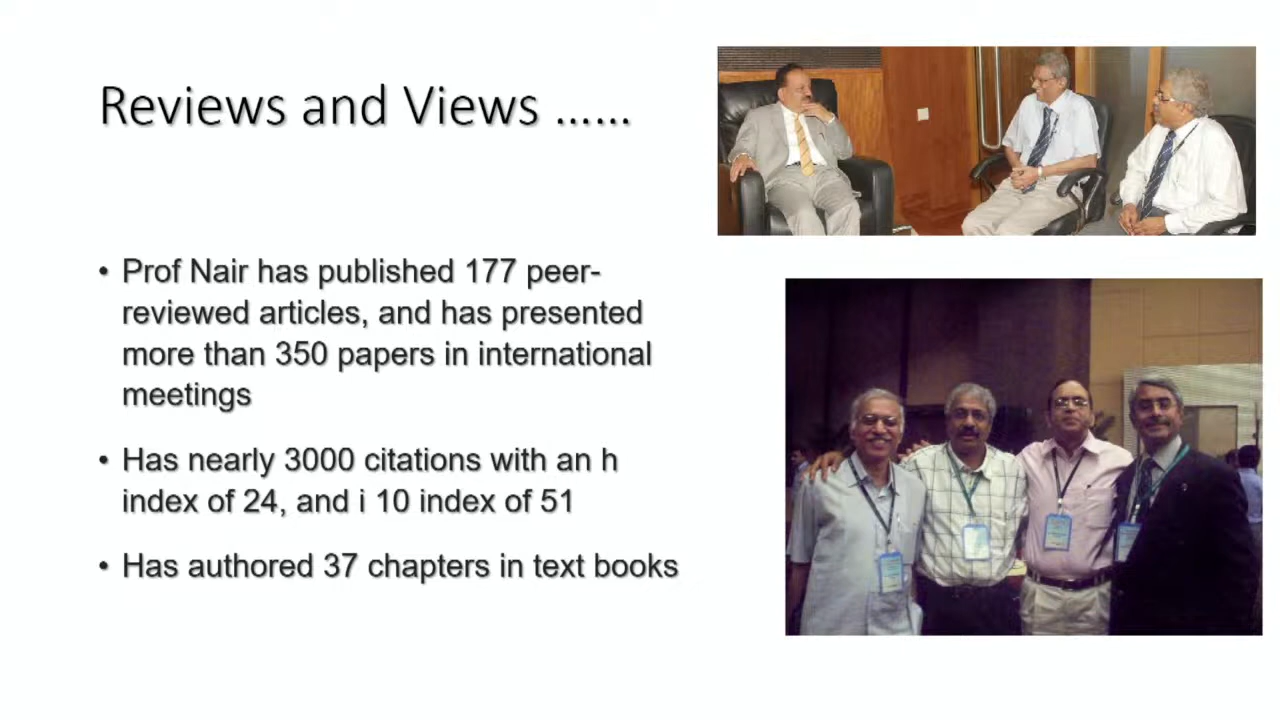 Reviews and Views ......
• Prof Nair has published 177 peer-
reviewed articles, and has presented
more than 350 papers in international
meetings
• Has nearly 3000 citations with an h
index of 24, and i 10 index of 51
• Has authored 37 chapters in text books